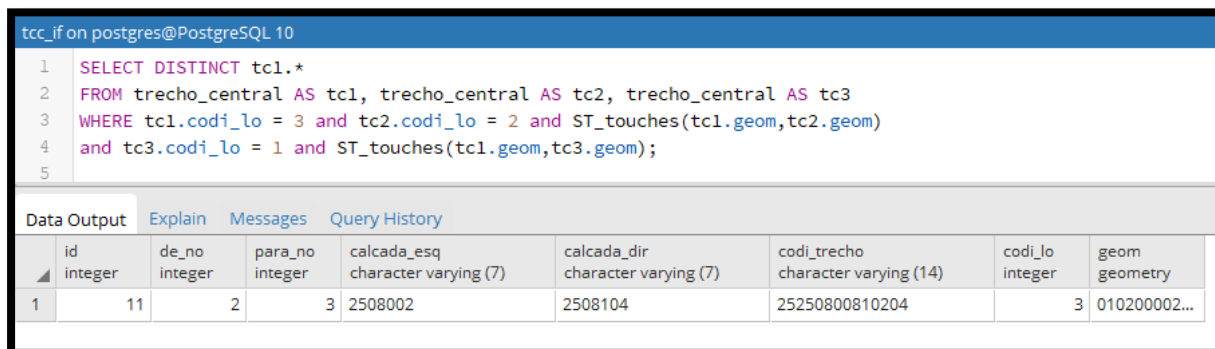 tcc_if on postgres@PostgreSQL 10
1 SELECT DISTINCT tc1.*
2 FROM trecho_central AS tc1, trecho_central AS tc2, trecho_central AS tc3
3 WHERE tc1.codi_lo = 3 and tc2.codi_lo = 2 and ST_touches(tc1.geom,tc2.geom)
4 and tc3.codi_lo = 1 and ST_touches(tc1.geom,tc3.geom);
5
Data Output Explain Messages Query History
id de_no para_no calcada_esq calcada_dir codi_trecho codi_lo geom
integer integer integer character varying (7) character varying (7) character varying (14) integer geometry
1 11 2 3 2508002 2508104 25250800810204 3 010200002...